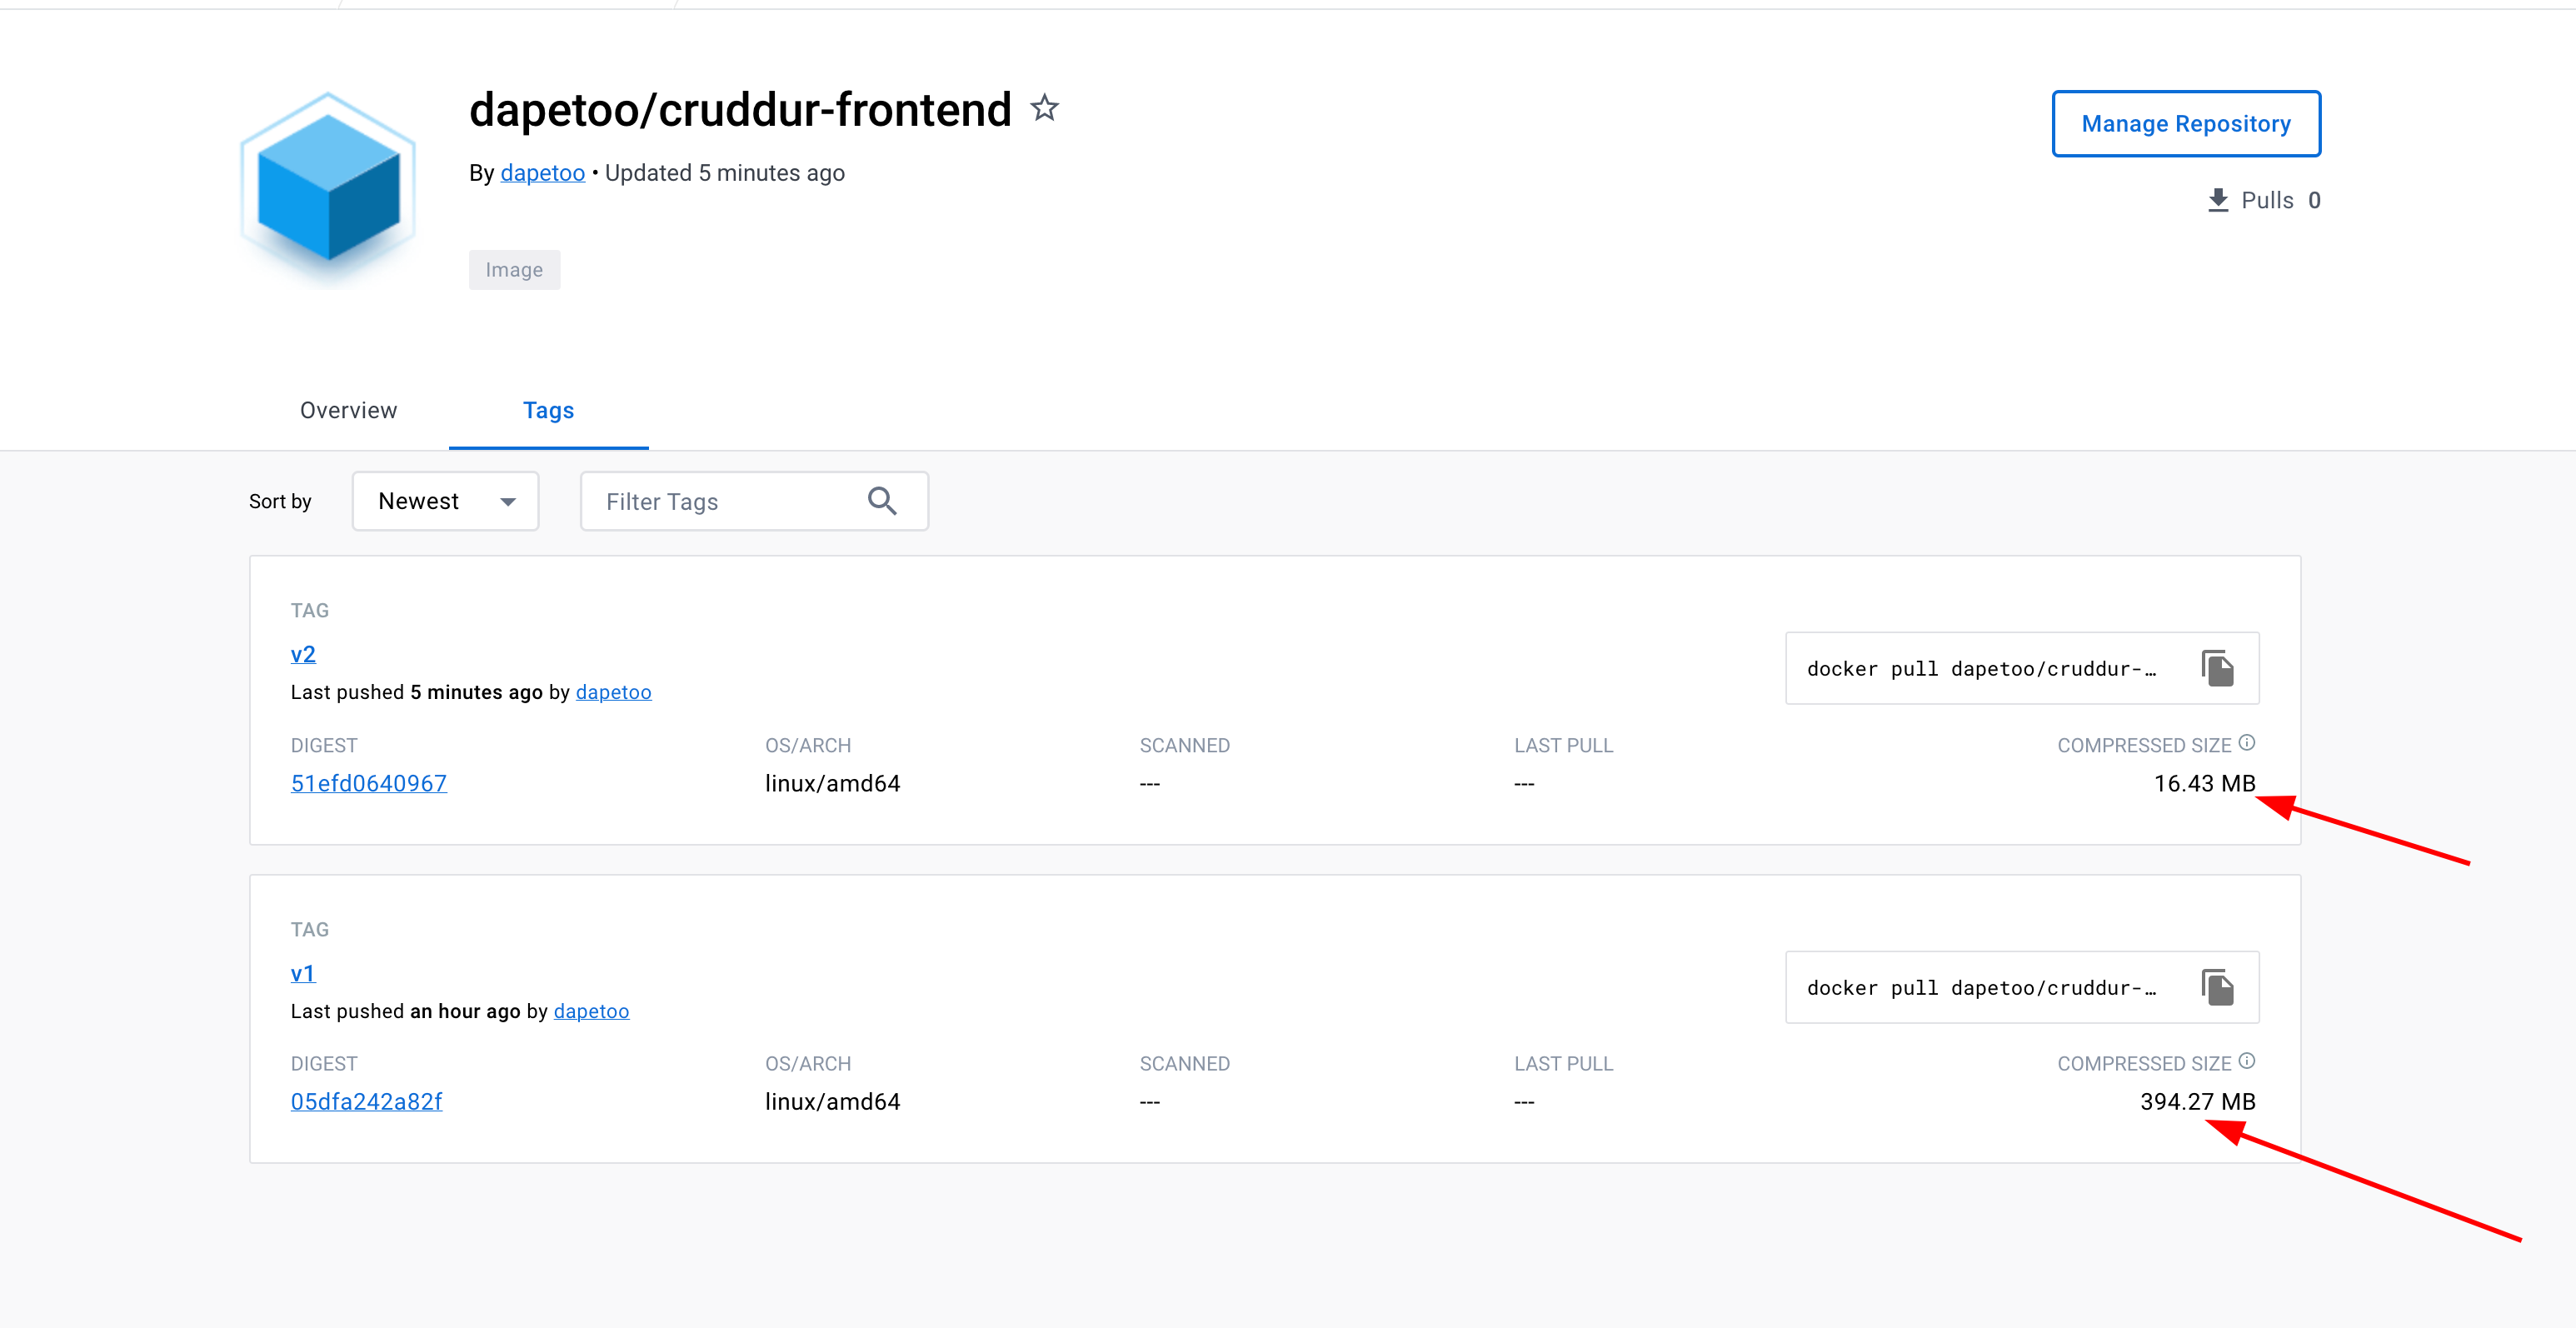 dapetoo/cruddur-frontend
Manage Repository
By dapetoo • Updated 5 minutes ago
Pulls 0
Image
Overview
Tags
Sort by
Newest
Filter Tags
TAG
v2
docker pull dapetoo/cruddur-…
Last pushed 5 minutes ago by dapetoo
DIGEST OS/ARCH SCANNED LAST PULL COMPRESSED SIZE
51efd0640967 linux/amd64 --- --- 16.43 MB
TAG
v1
docker pull dapetoo/cruddur-…
Last pushed an hour ago by dapetoo
DIGEST OS/ARCH SCANNED LAST PULL COMPRESSED SIZE
05dfa242a82f linux/amd64 --- --- 394.27 MB